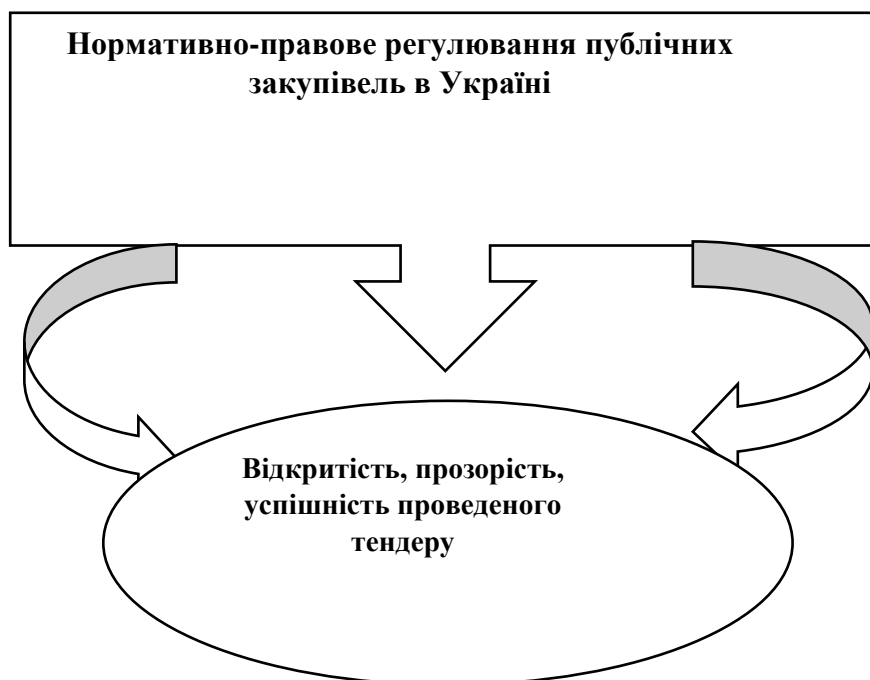 Нормативно-правове регулювання публічних
закупівель в Україні
Відкритість, прозорість,
успішність проведеного
тендеру